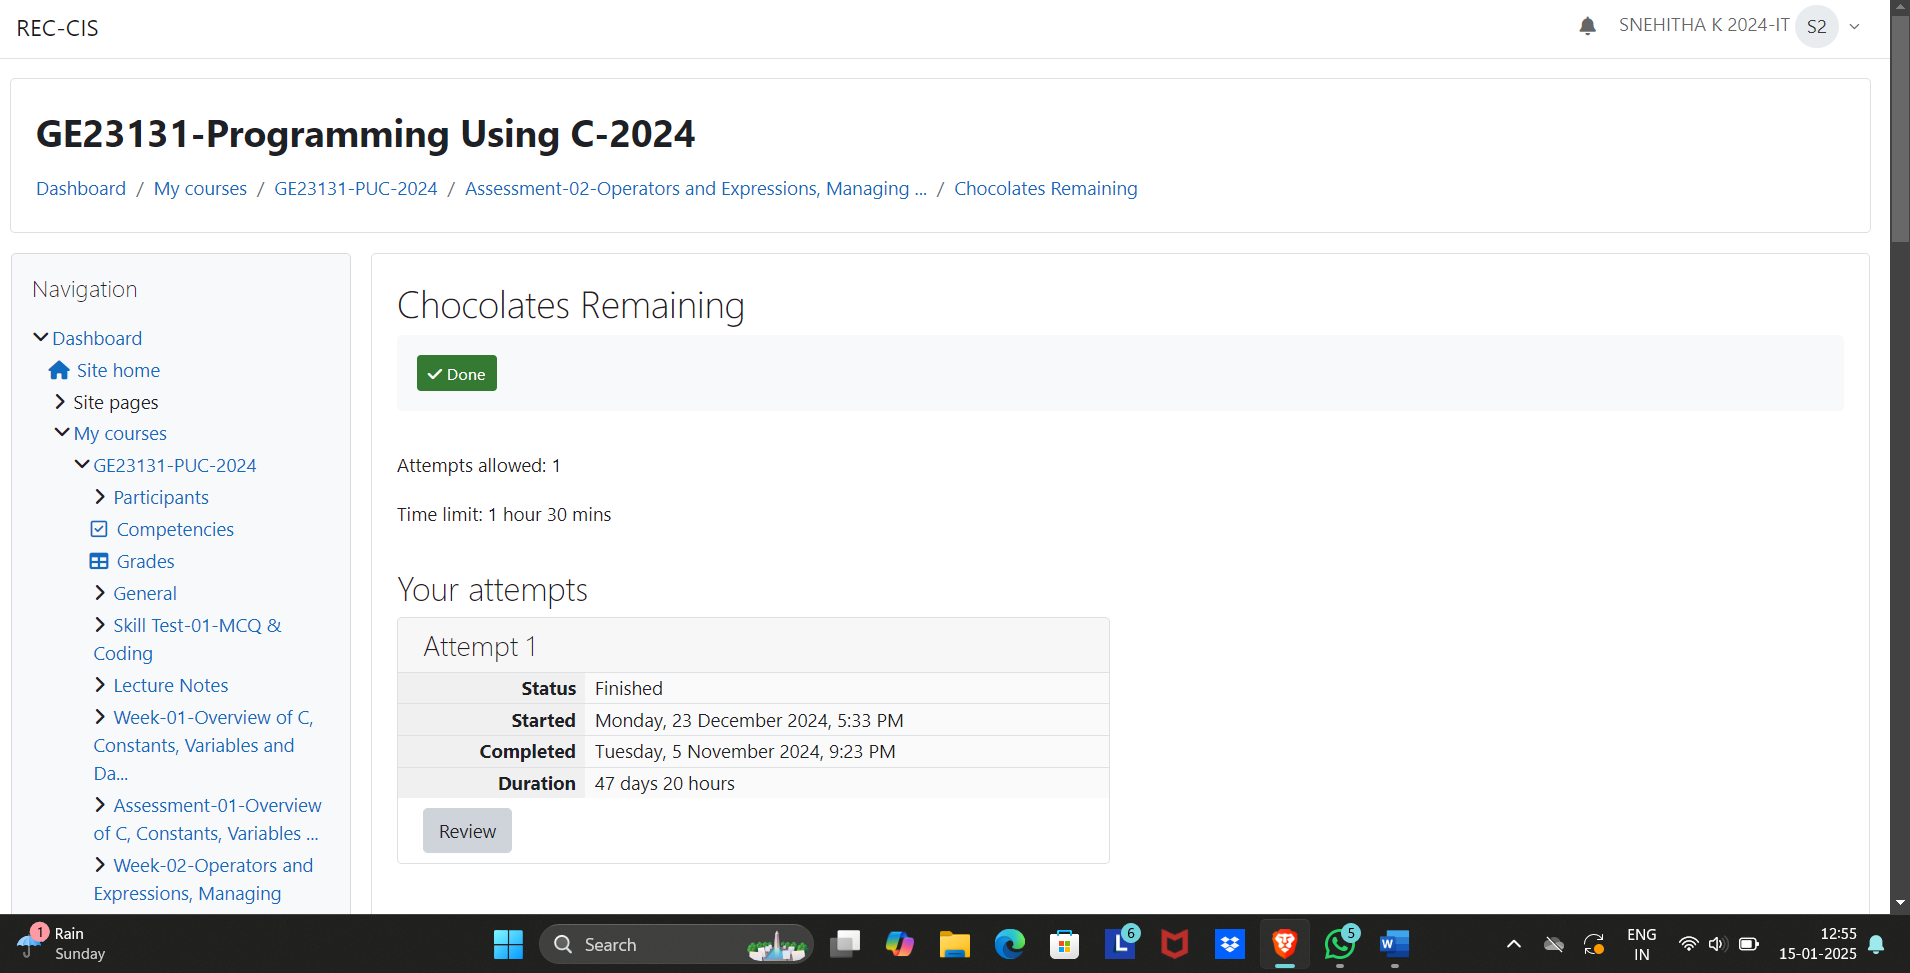 REC-CIS
SNEHITHA K 2024-IT S2
GE23131-Programming Using C-2024
Dashboard / My courses / GE23131-PUC-2024 / Assessment-02-Operators and Expressions, Managing ... / Chocolates Remaining
Navigation
Dashboard
Site home
Site pages
My courses
GE23131-PUC-2024
Participants
Competencies
Grades
General
Skill Test-01-MCQ &
Coding
Lecture Notes
Week-01-Overview of C,
Constants, Variables and
Da...
Assessment-01-Overview
of C, Constants, Variables ...
Week-02-Operators and
Expressions, Managing
Chocolates Remaining
Done
Attempts allowed: 1
Time limit: 1 hour 30 mins
Your attempts
Attempt 1
Status Finished
Started Monday, 23 December 2024, 5:33 PM
Completed Tuesday, 5 November 2024, 9:23 PM
Duration 47 days 20 hours
Review
1
Rain
Sunday
Search
L 6
5
W
ENG
IN
12:55
15-01-2025